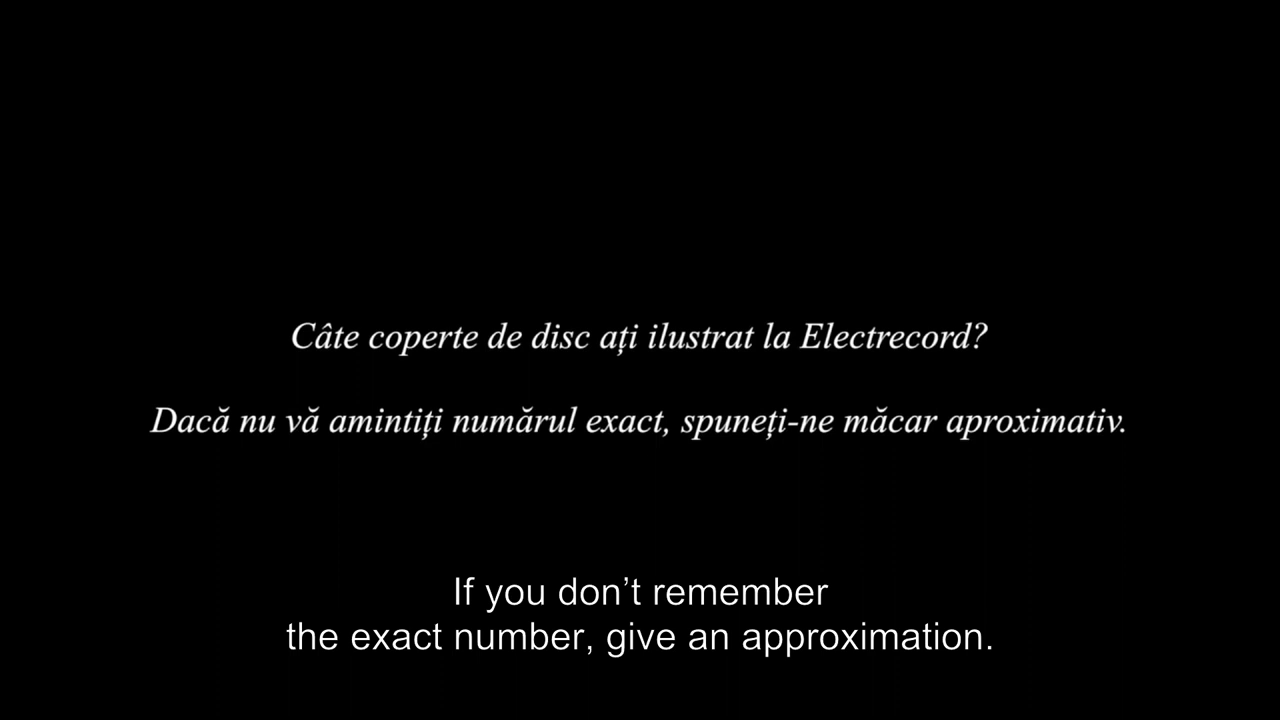 Câte coperte de disc ați ilustrat la Electrecord?
Dacă nu vă amintiți numărul exact, spuneți-ne măcar aproximativ.
If you don’t remember
the exact number, give an approximation.